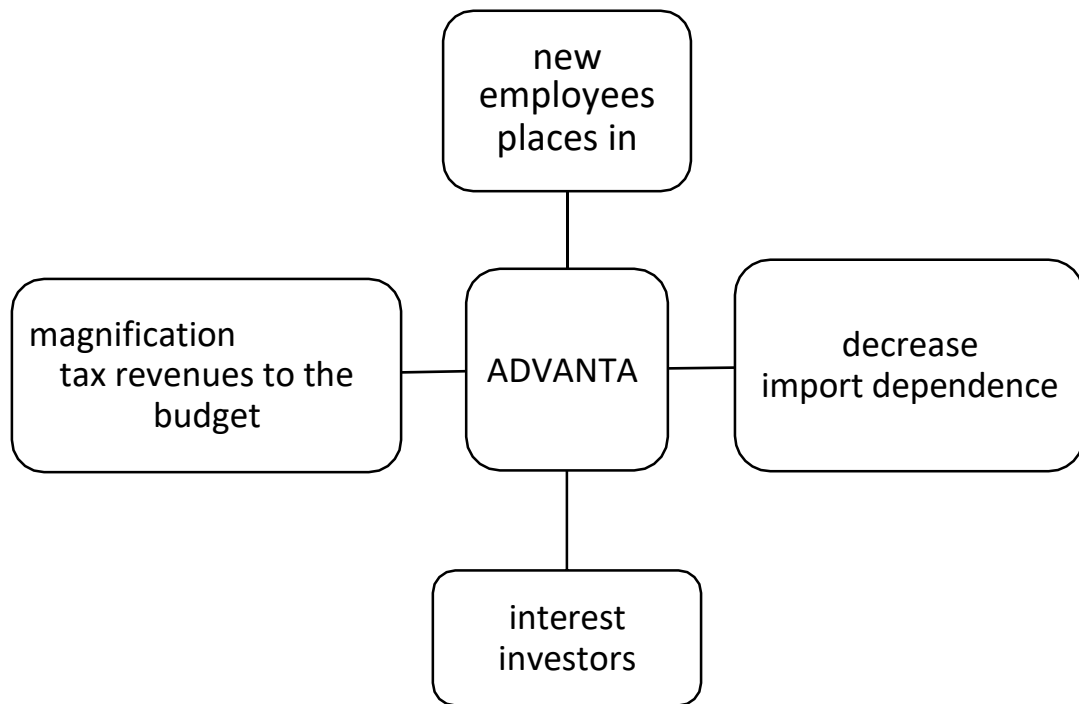 new
employees
places in
magnification
tax revenues to the
budget
ADVANTA
decrease
import dependence
interest
investors